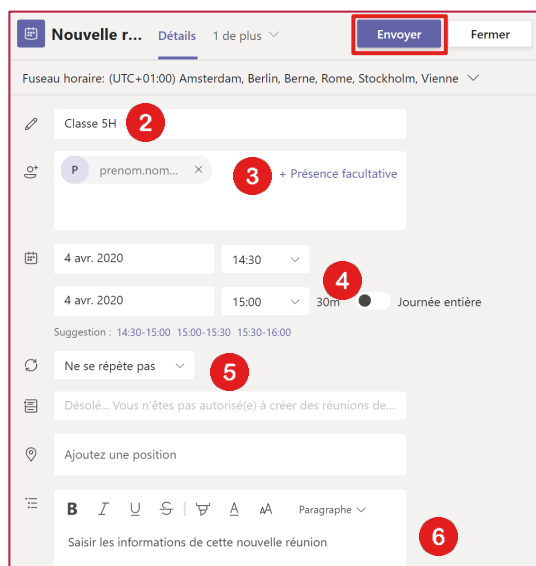 Nouvelle r... Détails 1 de plus Envoyer Fermer
Fuseau horaire: (UTC+01:00) Amsterdam, Berlin, Berne, Rome, Stockholm, Vienne
Classe 5H 2
P prenom.nom... × 3 + Présence facultative
4 avr. 2020 14:30
4
4 avr. 2020 15:00 30m Journée entière
Suggestion : 14:30-15:00 15:00-15:30 15:30-16:00
Ne se répète pas 5
Désolé... Vous n'êtes pas autorisé(e) à créer des réunions de...
Ajoutez une position
B I U S A AA Paragraphe
Saisir les informations de cette nouvelle réunion 6